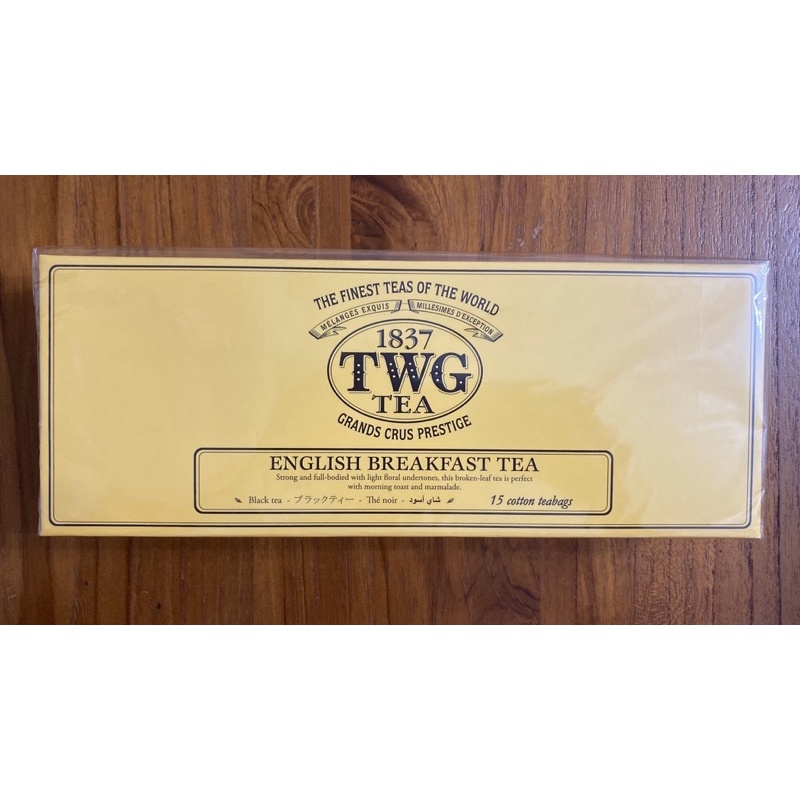 THE FINEST TEAS OF THE WORLD
MÉLANGES EXQUIS MILLÉSIMES D'EXCEPTION
1837
TWG
TEA
GRANDS CRUS PRESTIGE
ENGLISH BREAKFAST TEA
Strong and full-bodied with light floral undertones, this broken-leaf tea is perfect
with morning toast and marmalade.
Black tea - ブラックティー - Thé noir - شاي أسود 15 cotton teabags